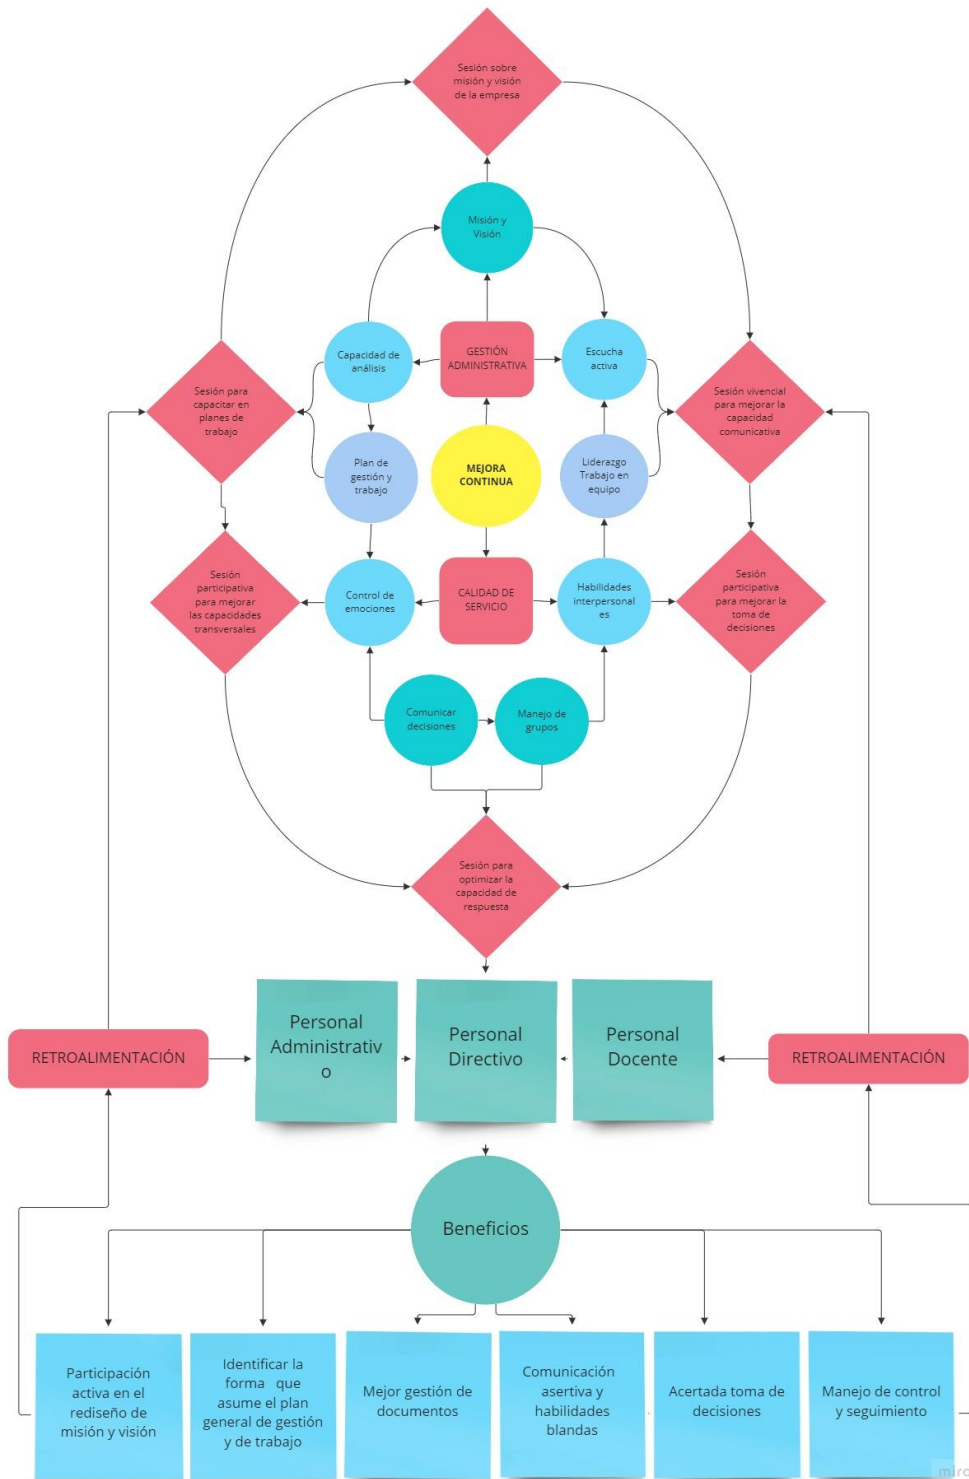 Sesión sobre
misión y visión
de la empresa
Misión y
Visión
Capacidad de
análisis
GESTIÓN
ADMINISTRATIVA
Escucha
activa
Sesión para
capacitar en
planes de
trabajo
Sesión vivencial
para mejorar la
capacidad
comunicativa
Plan de
gestión y
trabajo
MEJORA
CONTINUA
Liderazgo
Trabajo en
equipo
Sesión
participativa
para mejorar
las capacidades
transversales
Control de
emociones
CALIDAD DE
SERVICIO
Habilidades
interpersonal
es
Sesión
participativa
para mejorar la
toma de
decisiones
Comunicar
decisiones
Manejo de
grupos
Sesión para
optimizar la
capacidad de
respuesta
RETROALIMENTACIÓN
Personal
Administrativ
o
Personal
Directivo
Personal
Docente
RETROALIMENTACIÓN
Beneficios
Participación
activa en el
rediseño de
misión y visión
Identificar la
forma que
asume el plan
general de gestión
y de trabajo
Mejor gestión de
documentos
Comunicación
asertiva y
habilidades
blandas
Acertada toma de
decisiones
Manejo de control
y seguimiento
miro